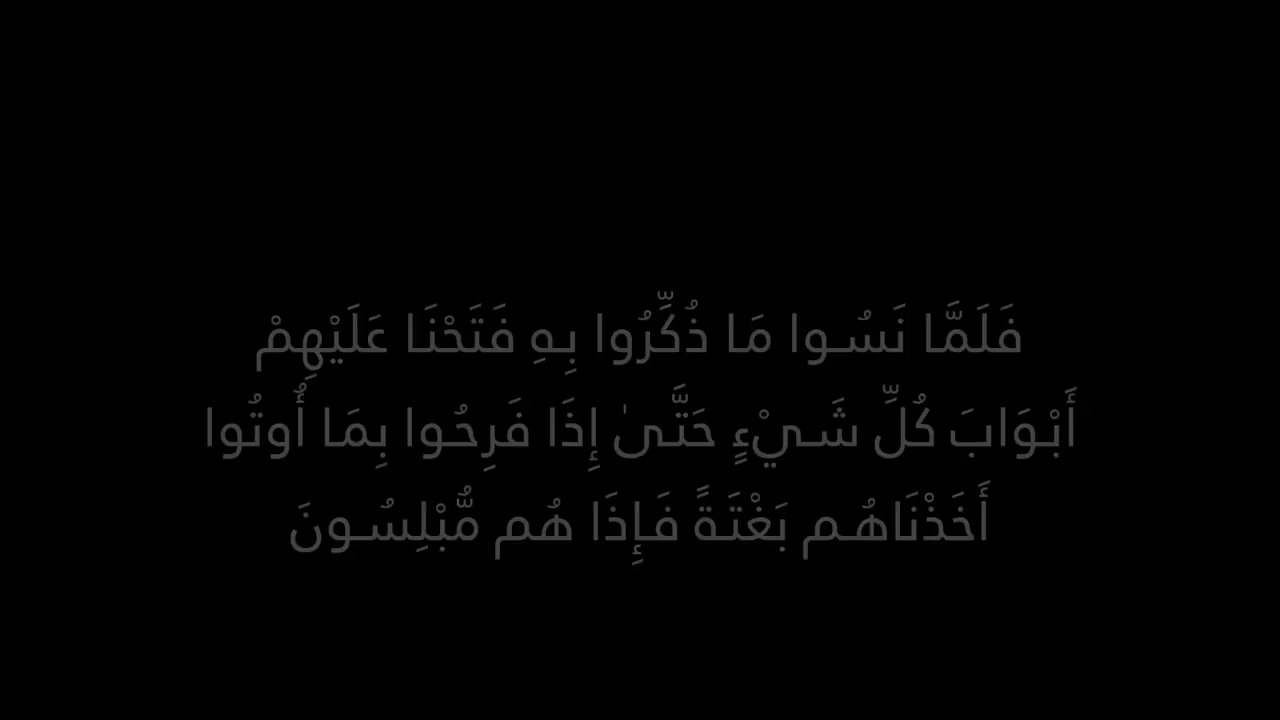 فَلَمَّا نَسُوا مَا ذُكِّرُوا بِهِ فَتَحْنَا عَلَيْهِمْ
أَبْوَابَ كُلِّ شَيْءٍ حَتَّىٰ إِذَا فَرِحُوا بِمَا أُوتُوا
أَخَذْنَاهُم بَغْتَةً فَإِذَا هُم مُّبْلِسُونَ